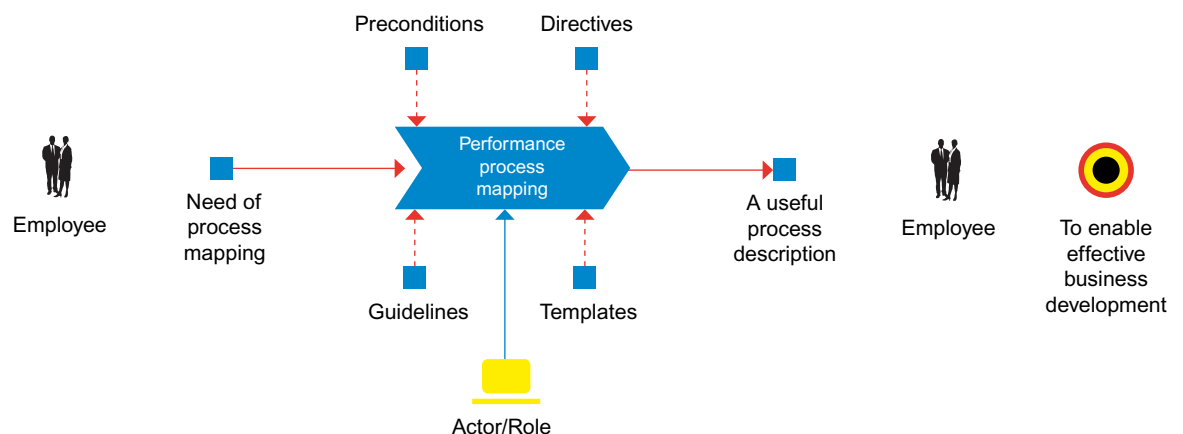 Preconditions
Directives
Performance
process
mapping
Employee
Need of
process
mapping
A useful
process
description
Employee
To enable
effective
business
development
Guidelines
Templates
Actor/Role